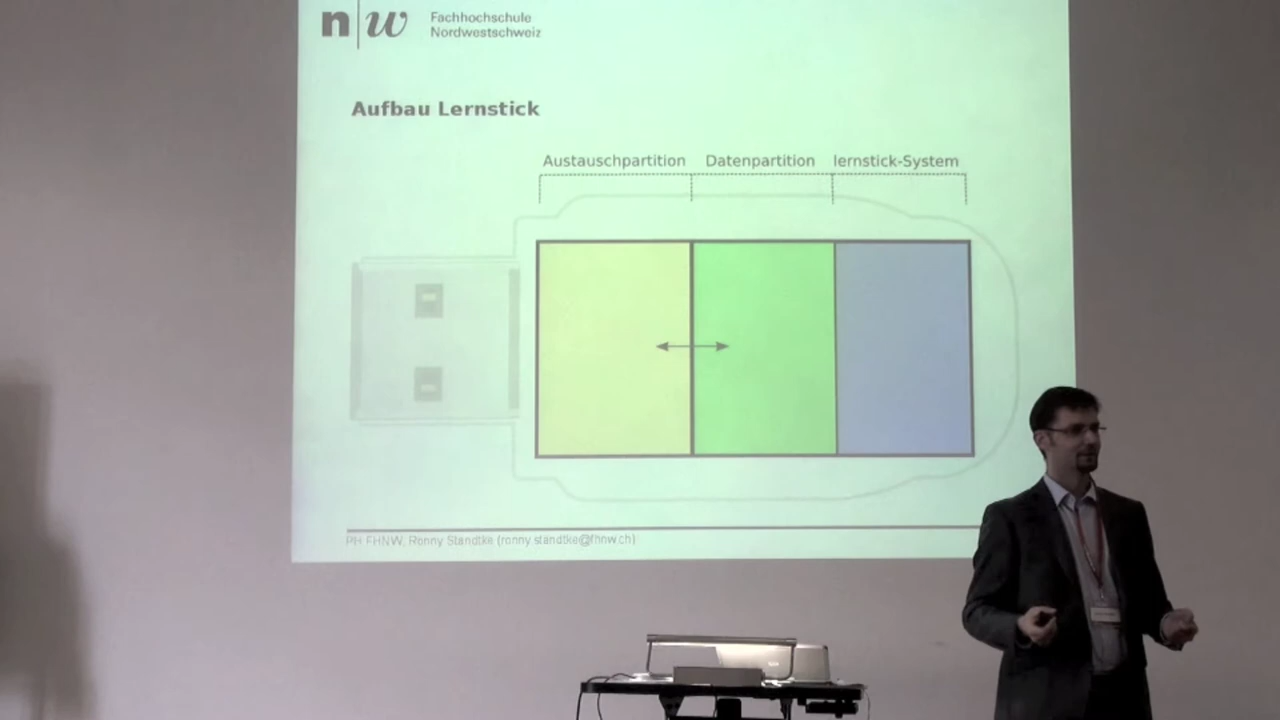 n|w Fachhochschule
Nordwestschweiz
Aufbau Lernstick
Austauschpartition Datenpartition lernstick-System
PH FHNW, Ronny Standtke (ronny.standtke@fhnw.ch)